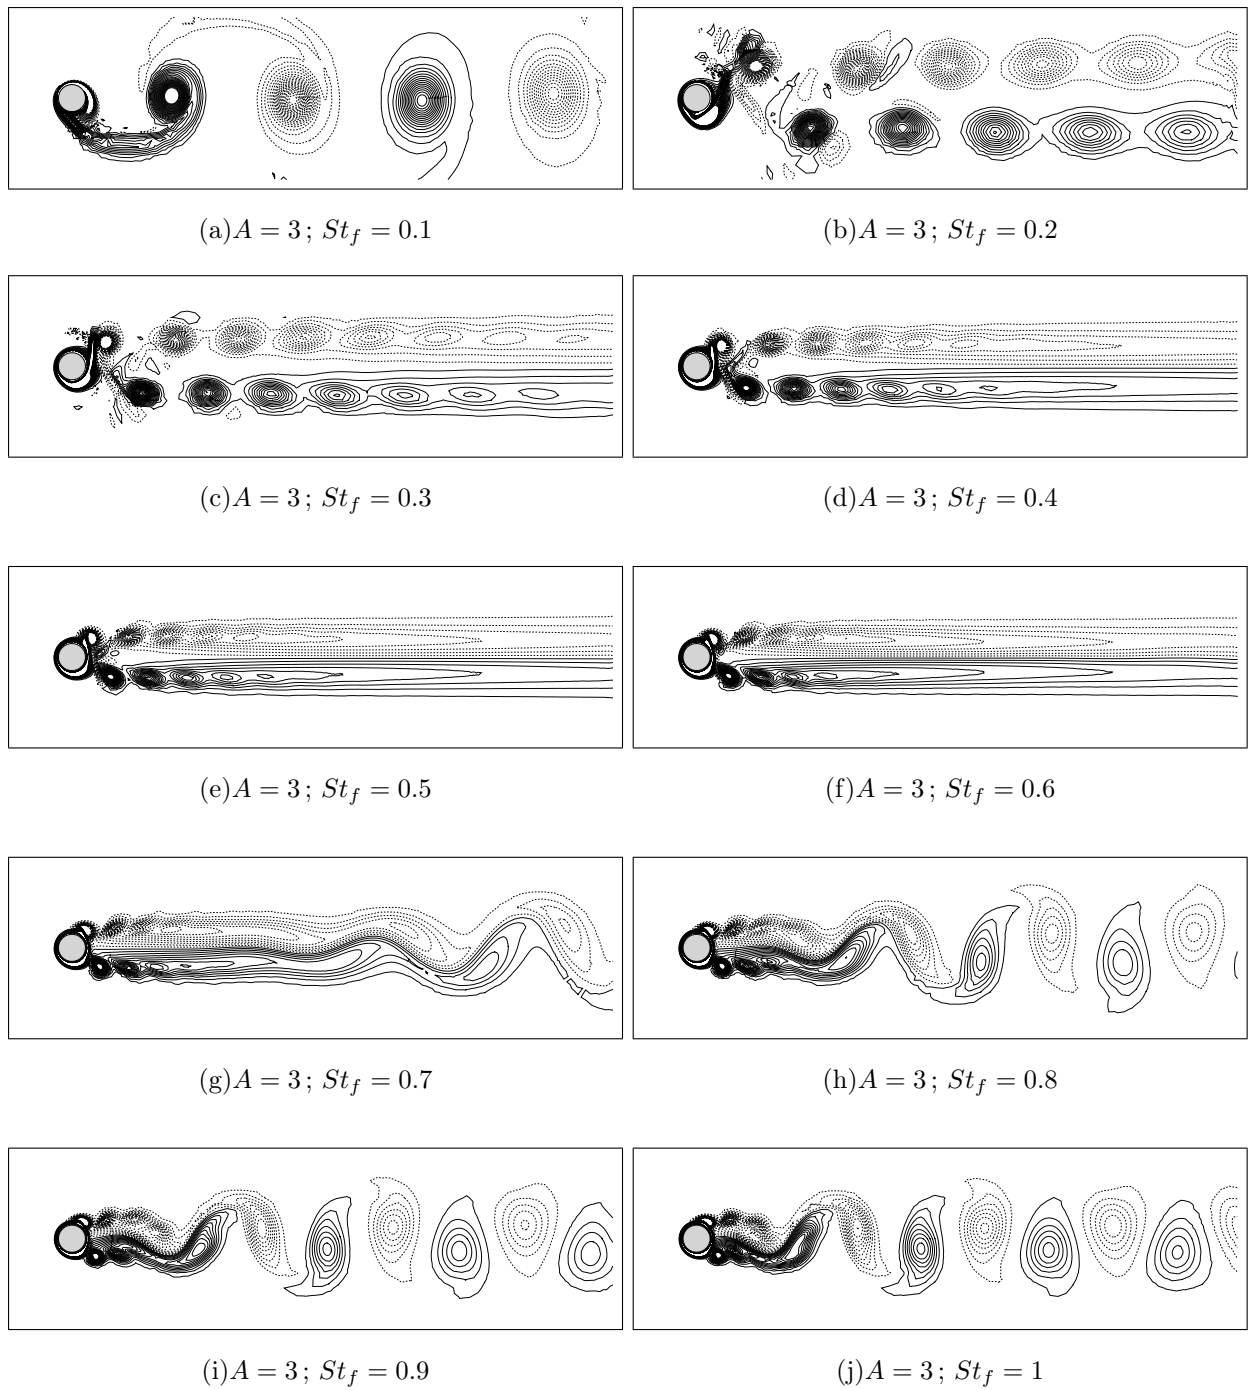 (a)A = 3 ; St_f = 0.1
(b)A = 3 ; St_f = 0.2
(c)A = 3 ; St_f = 0.3
(d)A = 3 ; St_f = 0.4
(e)A = 3 ; St_f = 0.5
(f)A = 3 ; St_f = 0.6
(g)A = 3 ; St_f = 0.7
(h)A = 3 ; St_f = 0.8
(i)A = 3 ; St_f = 0.9
(j)A = 3 ; St_f = 1